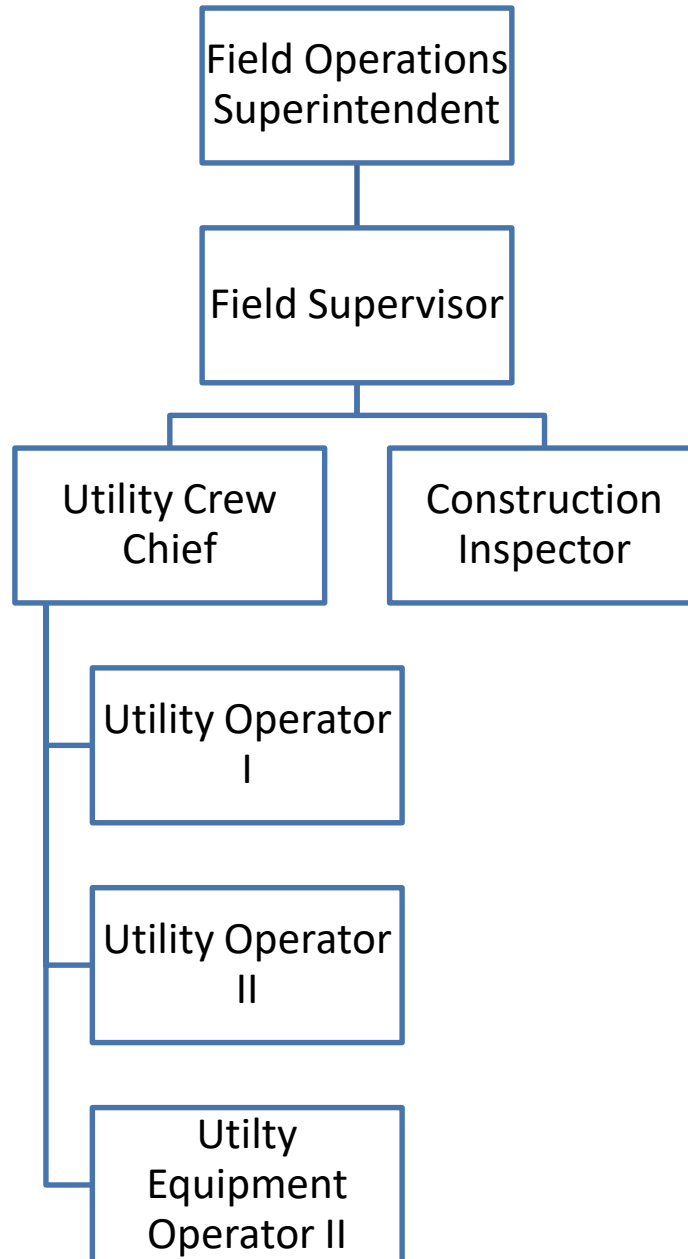 Field Operations
Superintendent
Field Supervisor
Utility Crew
Chief
Construction
Inspector
Utility Operator
I
Utility Operator
II
Utilty
Equipment
Operator II